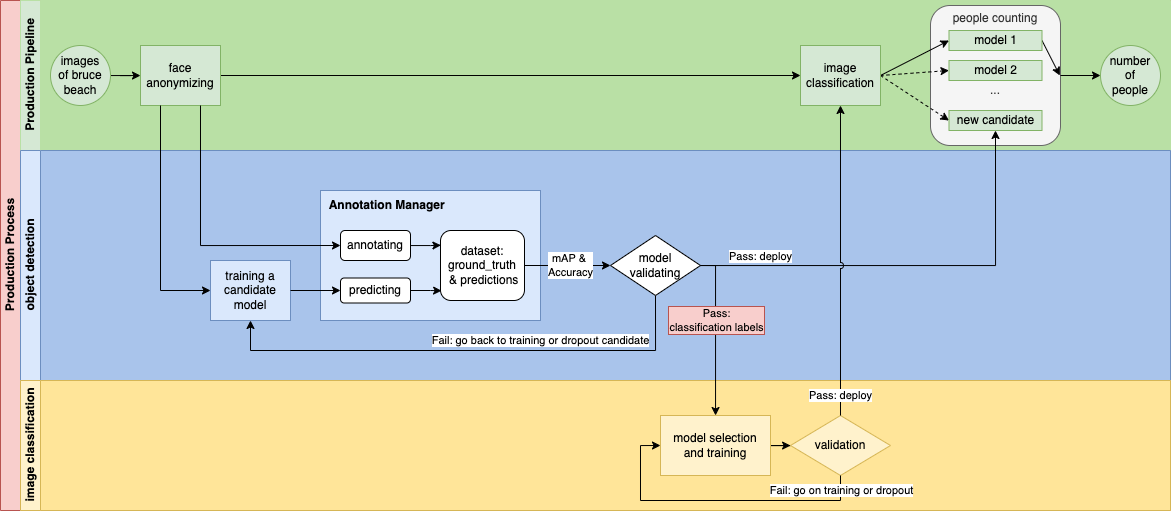 Production Process
Production Pipeline
images
of bruce
beach
face
anonymizing
image
classification
people counting
model 1
model 2
...
new candidate
number
of
people
object detection
Annotation Manager
annotating
predicting
dataset:
ground_truth
& predictions
training a
candidate
model
mAP &
Accuracy
model
validating
Pass: deploy
Pass:
classification labels
Fail: go back to training or dropout candidate
image classification
model selection
and training
validation
Pass: deploy
Fail: go on training or dropout